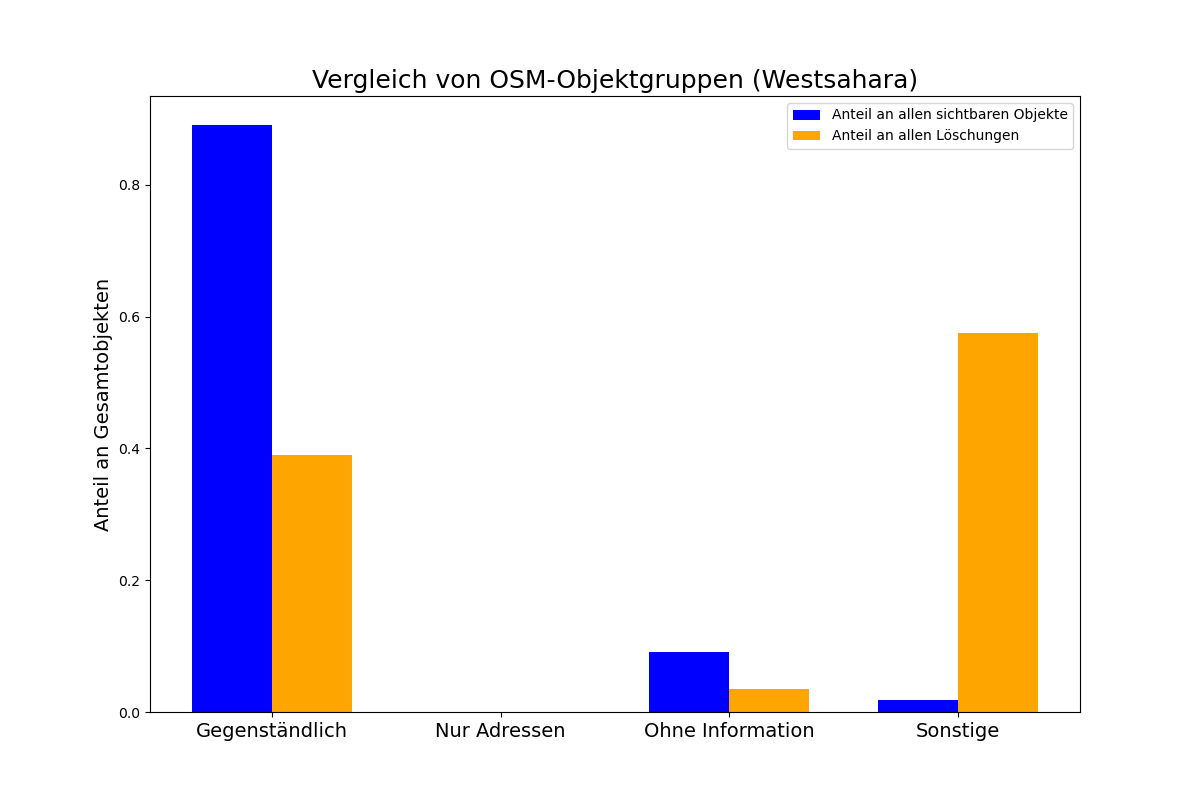 Vergleich von OSM-Objektgruppen (Westsahara)
Anteil an allen sichtbaren Objekte
Anteil an allen Löschungen
Anteil an Gesamtobjekten
0.8
0.6
0.4
0.2
0.0
Gegenständlich
Nur Adressen
Ohne Information
Sonstige